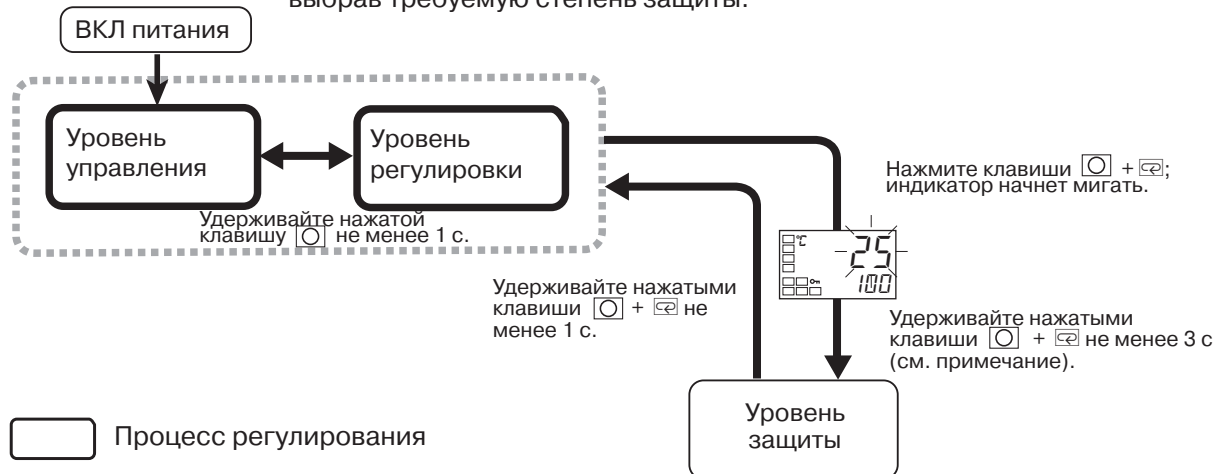 выбрав требуемую степень защиты.
ВКЛ питания
Уровень
управления
Уровень
регулировки
Удерживайте нажатой
клавишу не менее 1 с.
Нажмите клавиши + ;
индикатор начнет мигать.
°C
25
100
Удерживайте нажатыми
клавиши + не
менее 1 с.
Удерживайте нажатыми
клавиши + не менее 3 с
(см. примечание).
Уровень
защиты
Процесс регулирования